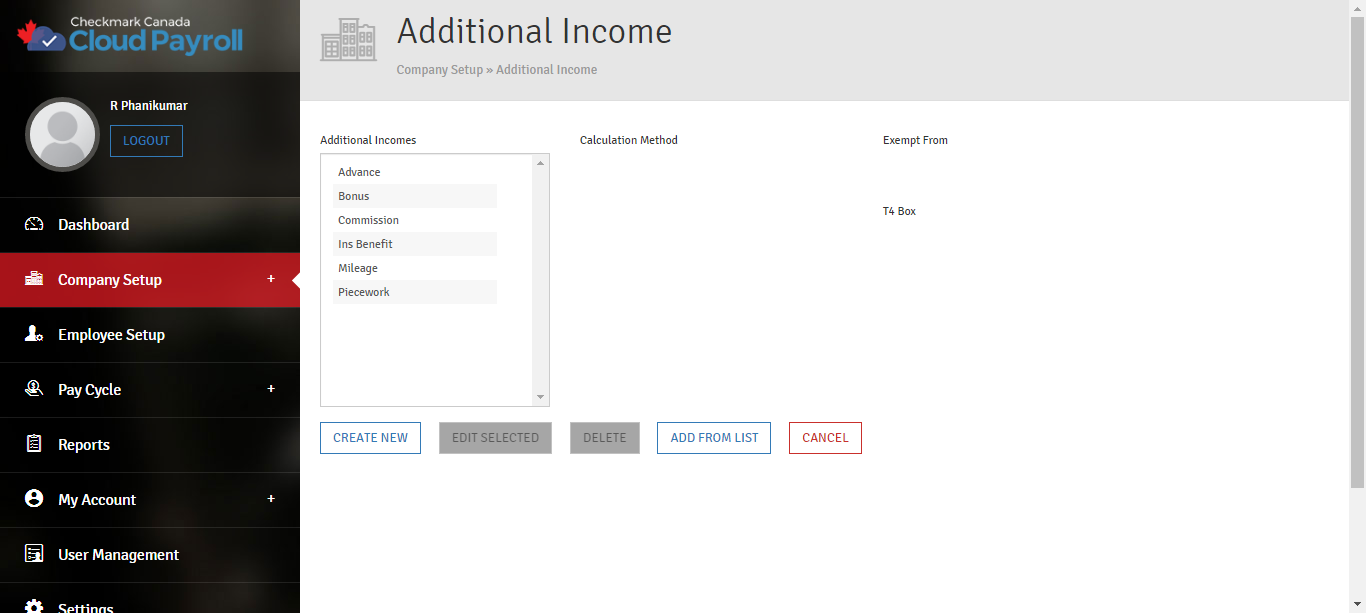 Checkmark Canada
Cloud Payroll
R Phanikumar
LOGOUT
Dashboard
Company Setup +
Employee Setup
Pay Cycle +
Reports
My Account +
User Management
Settings
Additional Income
Company Setup » Additional Income
Additional Incomes
Advance
Bonus
Commission
Ins Benefit
Mileage
Piecework
Calculation Method
Exempt From
T4 Box
CREATE NEW
EDIT SELECTED
DELETE
ADD FROM LIST
CANCEL